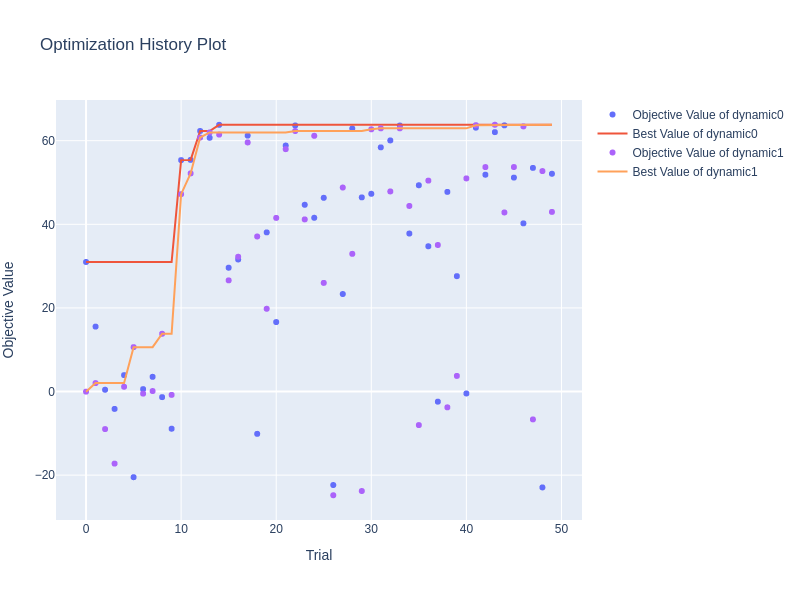 Optimization History Plot
Objective Value of dynamic0
Best Value of dynamic0
Objective Value of dynamic1
Best Value of dynamic1
60
40
20
0
−20
0
10
20
30
40
50
Trial
Objective Value